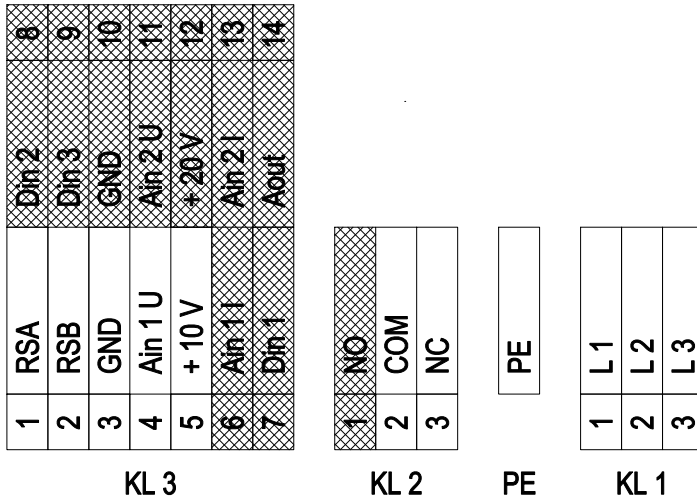 8 Din 2
9 Din 3
10 GND
11 Ain 2 U
12 + 20 V
13 Ain 2 I
14 Aout
1 RSA
2 RSB
3 GND
4 Ain 1 U
5 + 10 V
6 Ain 1 I
7 Din 1
KL 3
1 NO
2 COM
3 NC
KL 2
PE
PE
1 L 1
2 L 2
3 L 3
KL 1